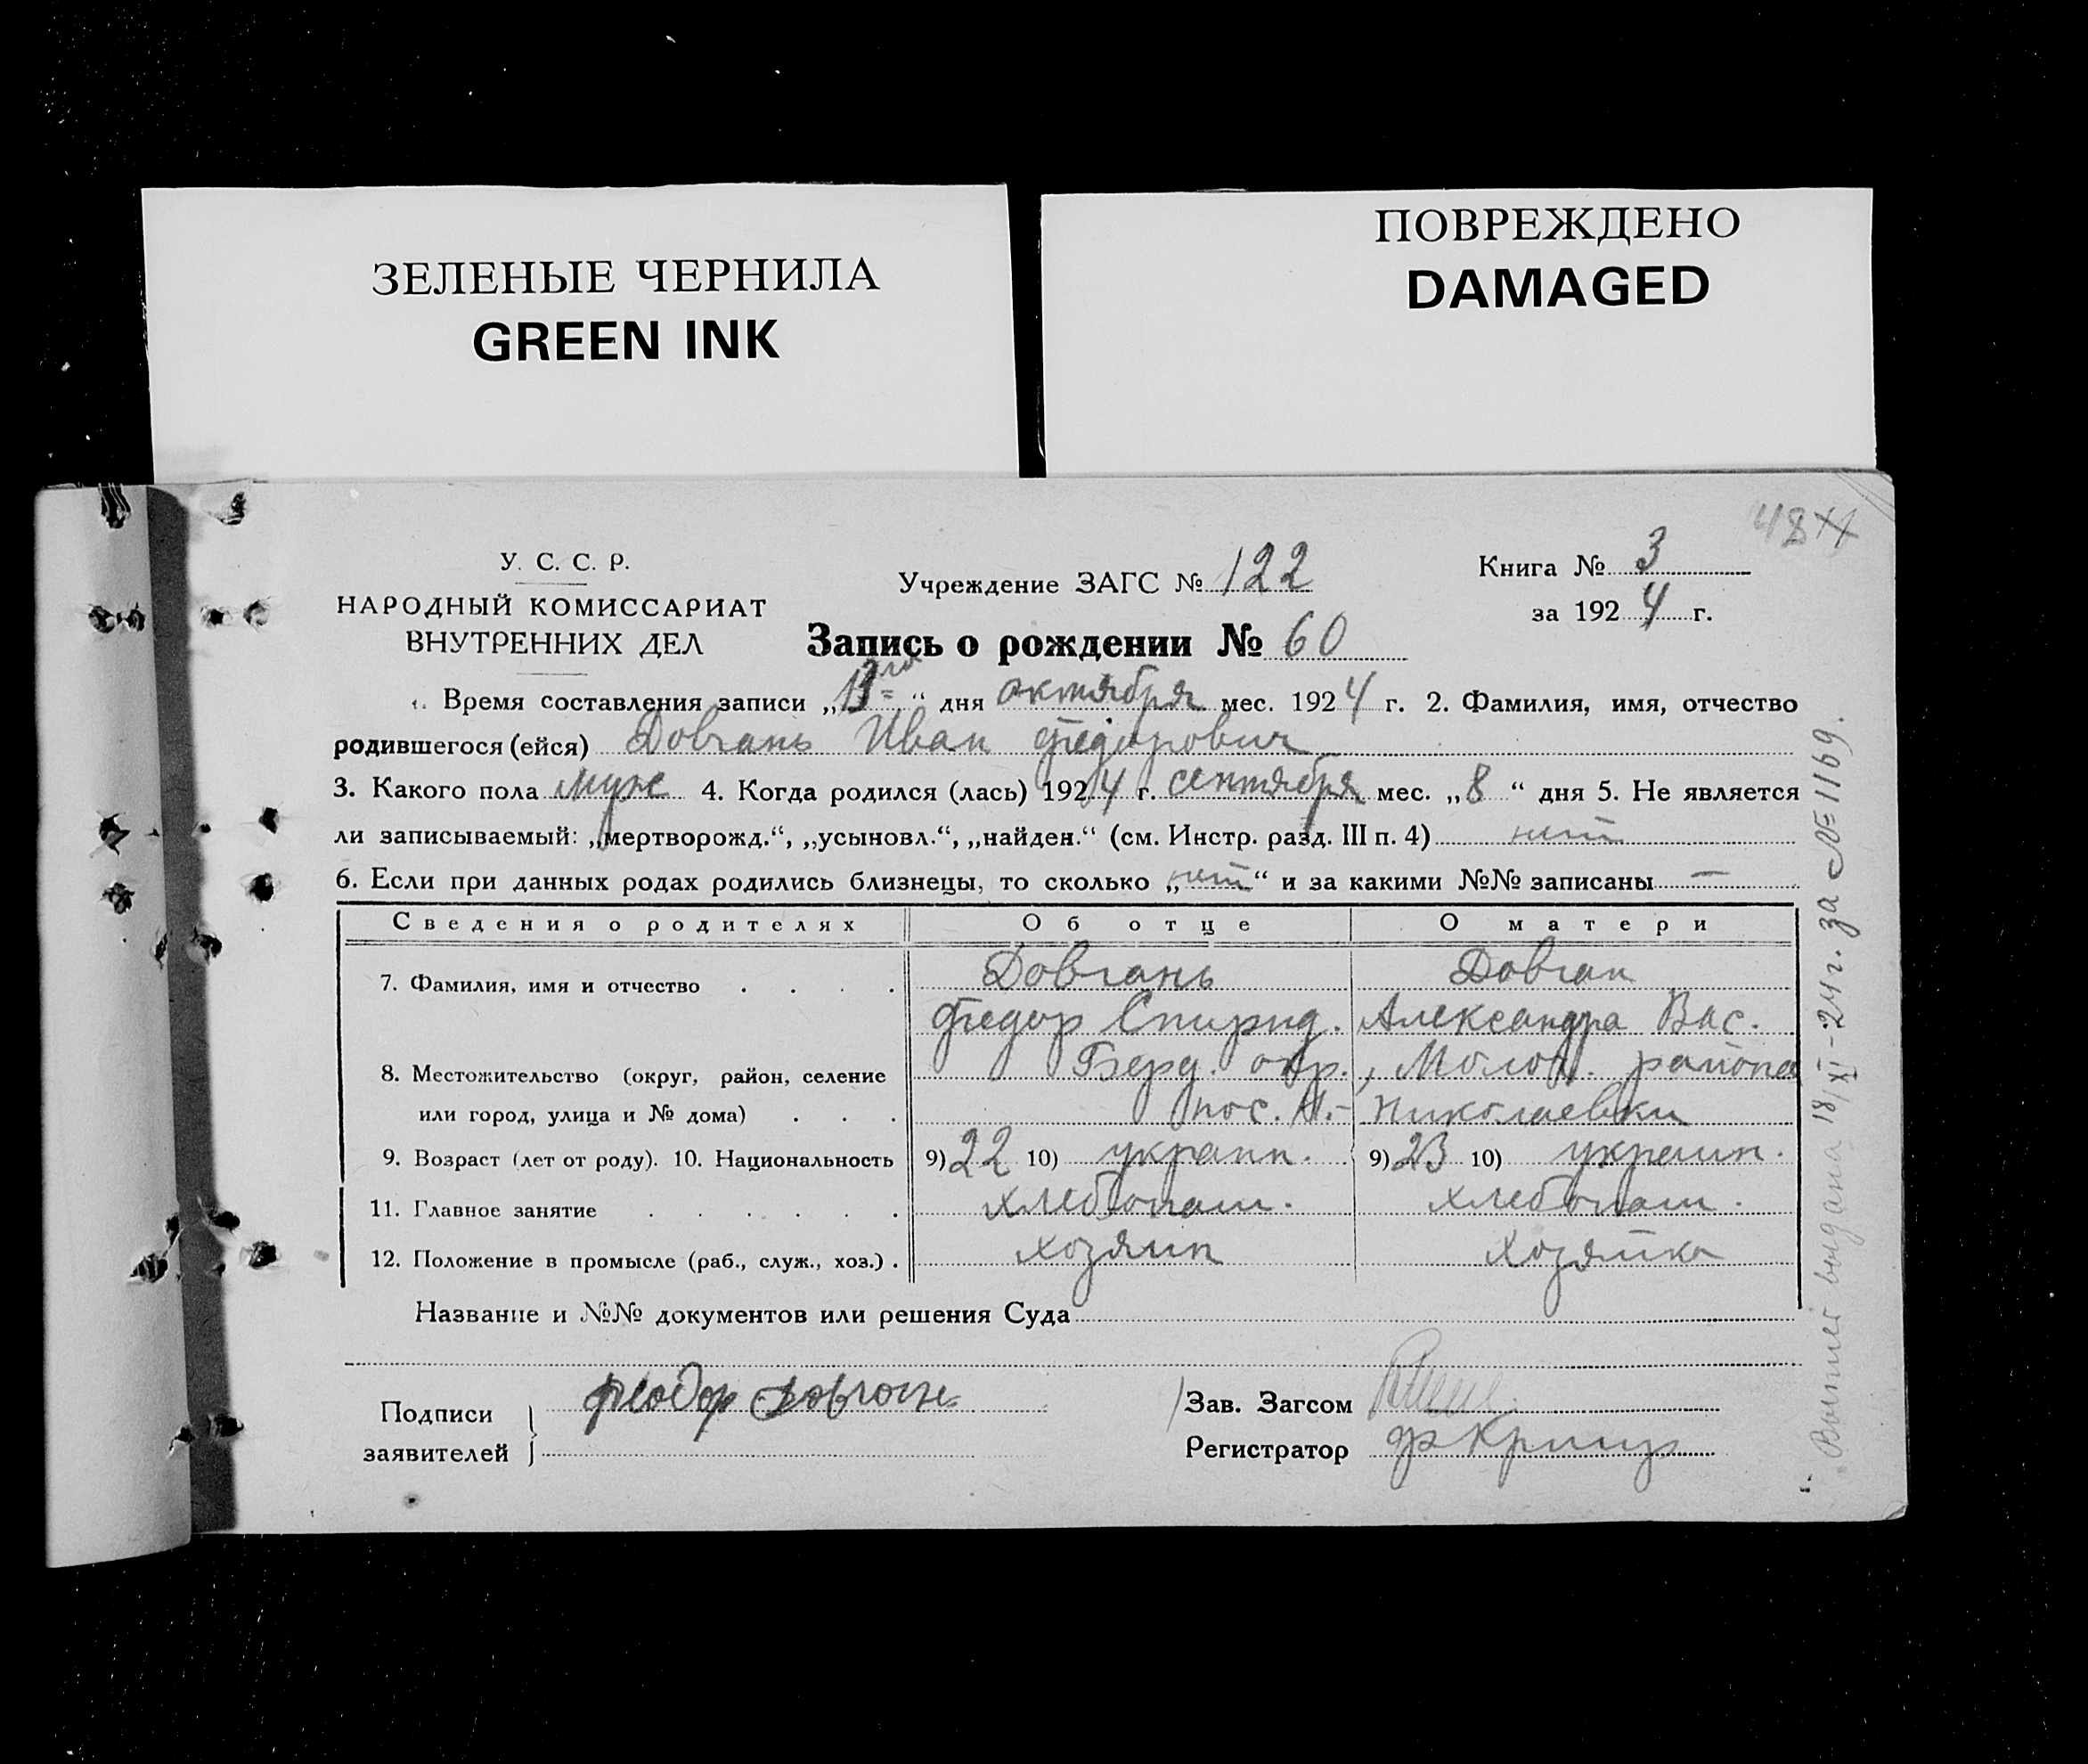 ЗЕЛЕНЫЕ ЧЕРНИЛА
GREEN INK
ПОВРЕЖДЕНО
DAMAGED
У. С. С. Р.
НАРОДНЫЙ КОМИССАРИАТ
ВНУТРЕННИХ ДЕЛ
Учреждение ЗАГС № 122
Книга № 3
за 1924 г.
Запись о рождении № 60
Время составления записи „ “ дня октября мес. 1924 г. 2. Фамилия, имя, отчество
родившегося (ейся) Довгань Иван Федорович
3. Какого пола муж 4. Когда родился (лась) 1924 г. сентября мес. „8“ дня 5. Не является
ли записываемый: „мертворожд.“, „усыновл.“, „найден.“ (см. Инстр. разд. III п. 4) нет
6. Если при данных родах родились близнецы, то сколько „нет“ и за какими №№ записаны —
Сведения о родителях Об отце О матери
7. Фамилия, имя и отчество . . . . Довгань Довган
Федор Спирид. Александра Вас.
8. Местожительство (округ, район, селение Берд. окр., Молоч. района
или город, улица и № дома) . . . пос. Н.-Николаевки
9. Возраст (лет от роду). 10. Национальность 9) 22 10) украин. 9) 23 10) украин.
11. Главное занятие . . . . . . хлебопаш. хлебопаш.
12. Положение в промысле (раб., служ., хоз.) . хозяин хозяйка
Название и №№ документов или решения Суда
Подписи
заявителей
Феодор Довгань
Зав. Загсом
Регистратор
Выпись выдана 18/XI-24 г. за № 1169.